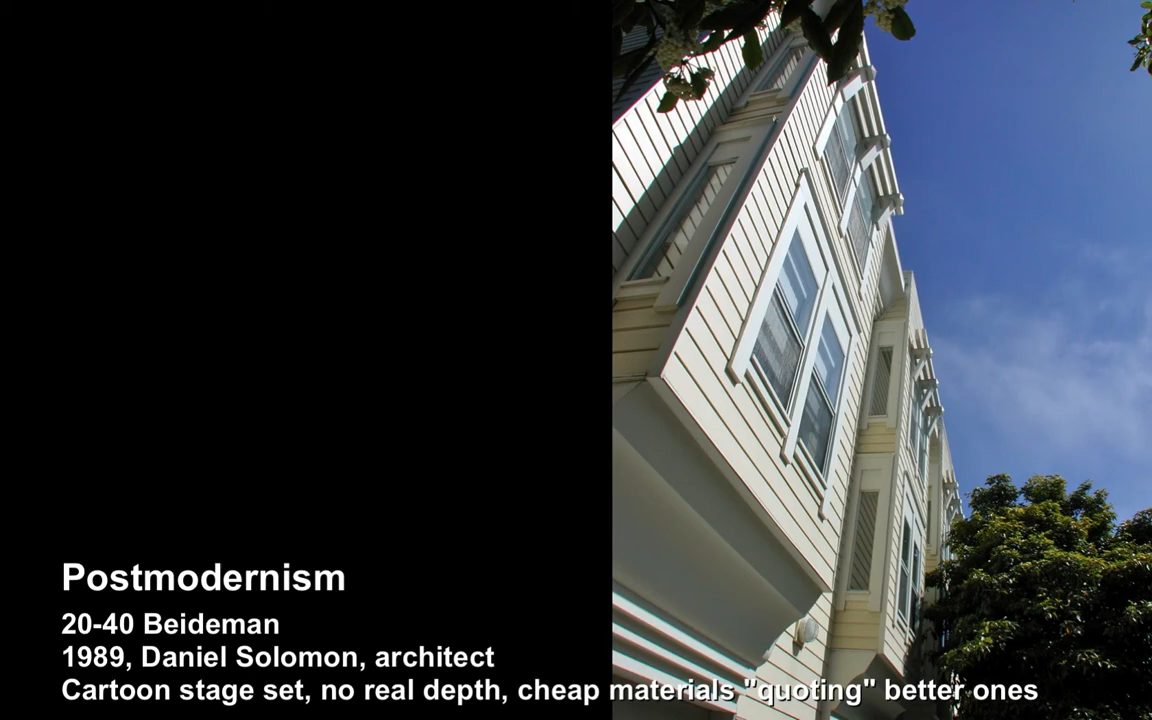 Postmodernism
20-40 Beideman
1989, Daniel Solomon, architect
Cartoon stage set, no real depth, cheap materials "quoting" better ones